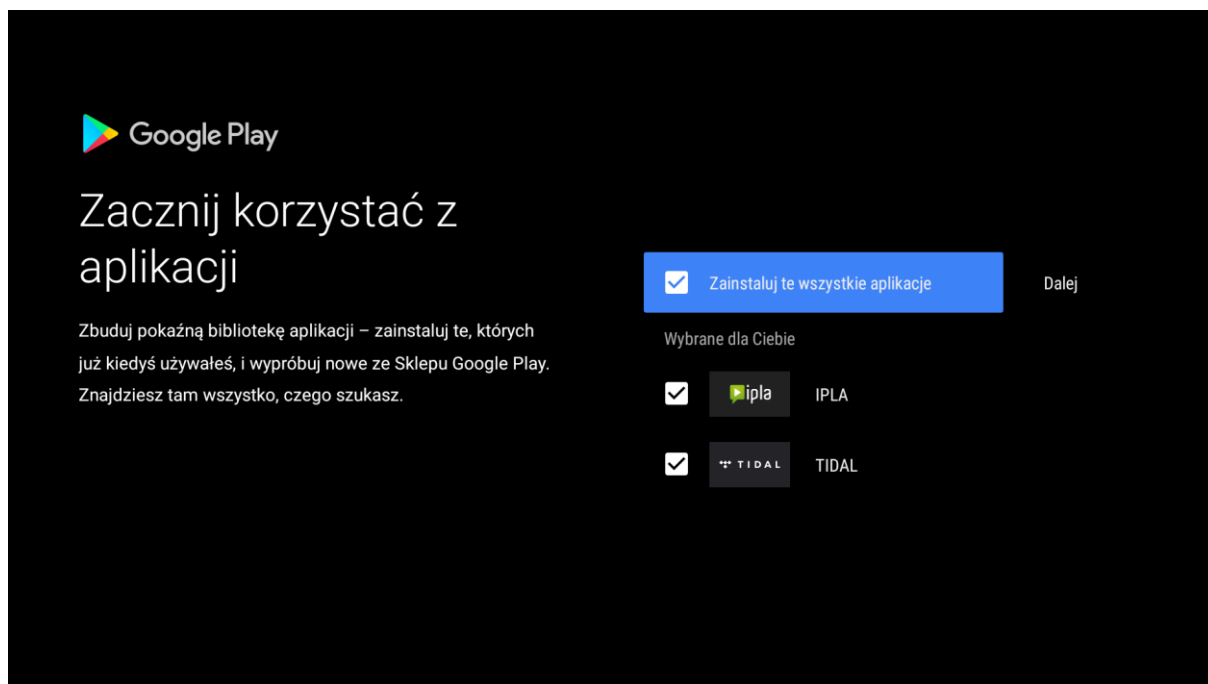 Google Play
Zacznij korzystać z
aplikacji
Zbuduj pokaźną bibliotekę aplikacji – zainstaluj te, których
już kiedyś używałeś, i wypróbuj nowe ze Sklepu Google Play.
Znajdziesz tam wszystko, czego szukasz.
Zainstaluj te wszystkie aplikacje
Dalej
Wybrane dla Ciebie
ipla
IPLA
TIDAL
TIDAL